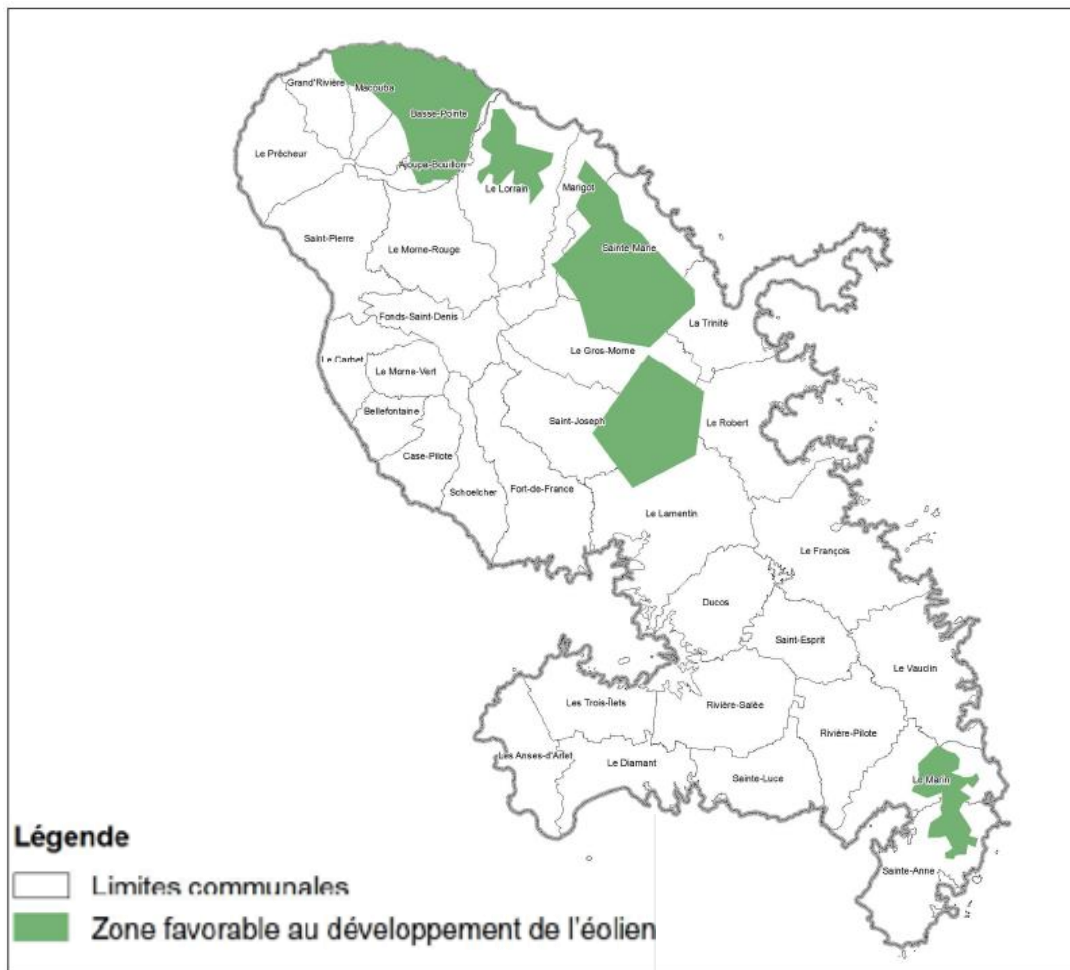 Grand'Rivière
Macouba
Basse-Pointe
Le Prêcheur
Ajoupa-Bouillon
Le Lorrain
Marigot
Saint-Pierre
Le Morne-Rouge
Sainte-Marie
Fonds-Saint-Denis
La Trinité
Le Gros-Morne
Le Carbet
Le Morne-Vert
Bellefontaine
Saint-Joseph
Le Robert
Case-Pilote
Schoelcher
Fort-de-France
Le Lamentin
Le François
Ducos
Saint-Esprit
Le Vauclin
Les Trois-Îlets
Rivière-Salée
Rivière-Pilote
Les Anses-d'Arlet
Le Diamant
Sainte-Luce
Le Marin
Sainte-Anne
Légende
Limites communales
Zone favorable au développement de l'éolien